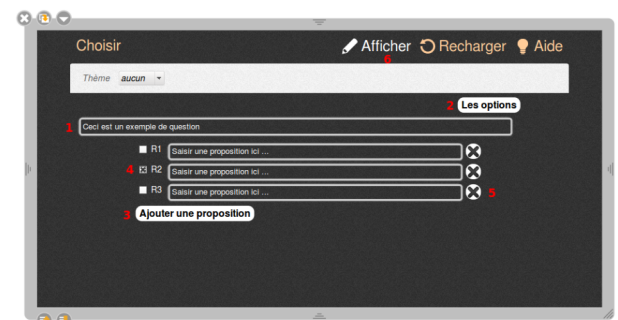 Choisir Afficher Recharger Aide
6
Thème aucun
2 Les options
1 Ceci est un exemple de question
R1 Saisir une proposition ici ...
4 R2 Saisir une proposition ici ...
R3 Saisir une proposition ici ... 5
3 Ajouter une proposition